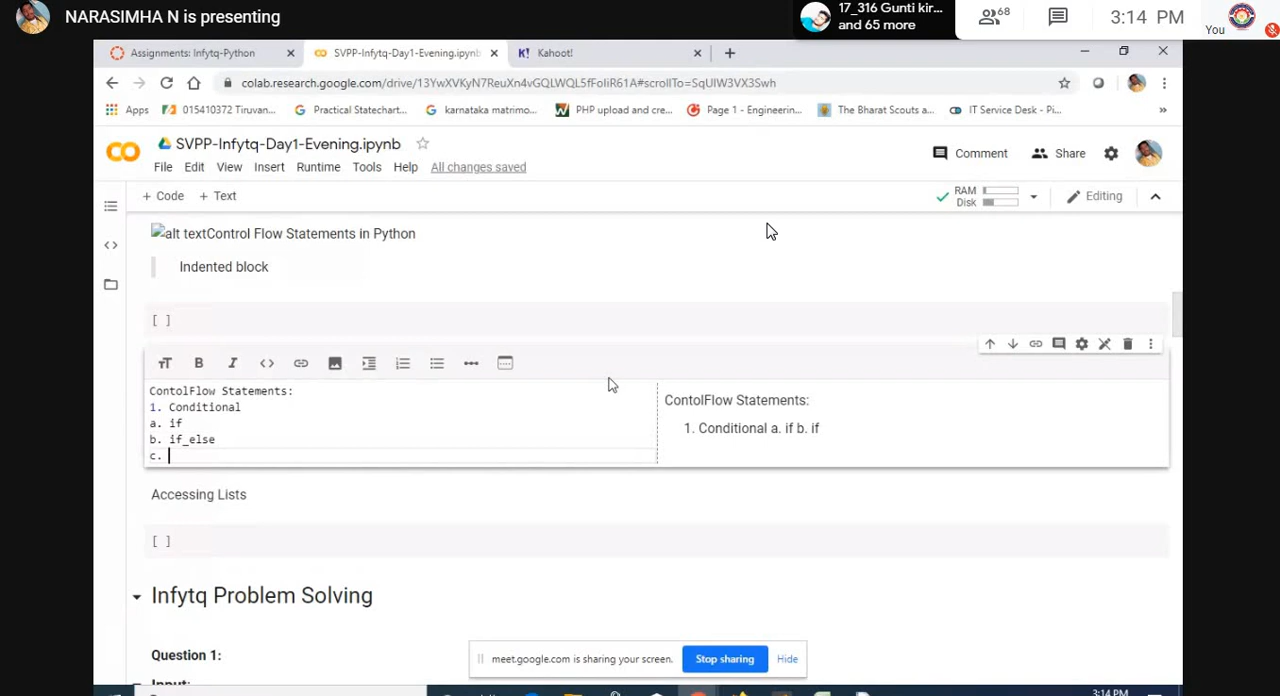 NARASIMHA N is presenting
17_316 Gunti kir...
and 65 more
68
3:14 PM
You
Assignments: Infytq-Python
SVPP-Infytq-Day1-Evening.ipynb
Kahoot!
colab.research.google.com/drive/13YwXVKyN7ReuXn4vGQLWQL5fFoIiR61A#scrollTo=SqUIW3VX3Swh
Apps
015410372 Tiruvan...
Practical Statechart...
karnataka matrimo...
PHP upload and cre...
Page 1 - Engineerin...
The Bharat Scouts a...
IT Service Desk - Pi...
SVPP-Infytq-Day1-Evening.ipynb
Comment
Share
File Edit View Insert Runtime Tools Help All changes saved
+ Code + Text
RAM
Disk
Editing
alt textControl Flow Statements in Python
Indented block
[ ]
ContolFlow Statements:
1. Conditional
a. if
b. if_else
c.
ContolFlow Statements:
1. Conditional a. if b. if
Accessing Lists
[ ]
Infytq Problem Solving
Question 1:
Input:
meet.google.com is sharing your screen.
Stop sharing
Hide
3:14 PM